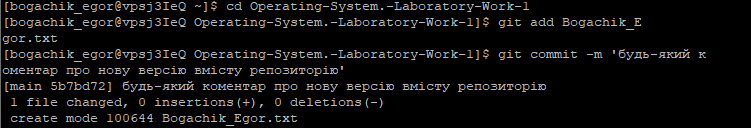 [bogachik_egor@vpsj3IeQ ~]$ cd Operating-System.-Laboratory-Work-1
[bogachik_egor@vpsj3IeQ Operating-System.-Laboratory-Work-1]$ git add Bogachik_E
gor.txt
[bogachik_egor@vpsj3IeQ Operating-System.-Laboratory-Work-1]$ git commit -m 'будь-який к
оментар про нову версію вмісту репозиторію'
[main 5b7bd72] будь-який коментар про нову версію вмісту репозиторію
 1 file changed, 0 insertions(+), 0 deletions(-)
 create mode 100644 Bogachik_Egor.txt